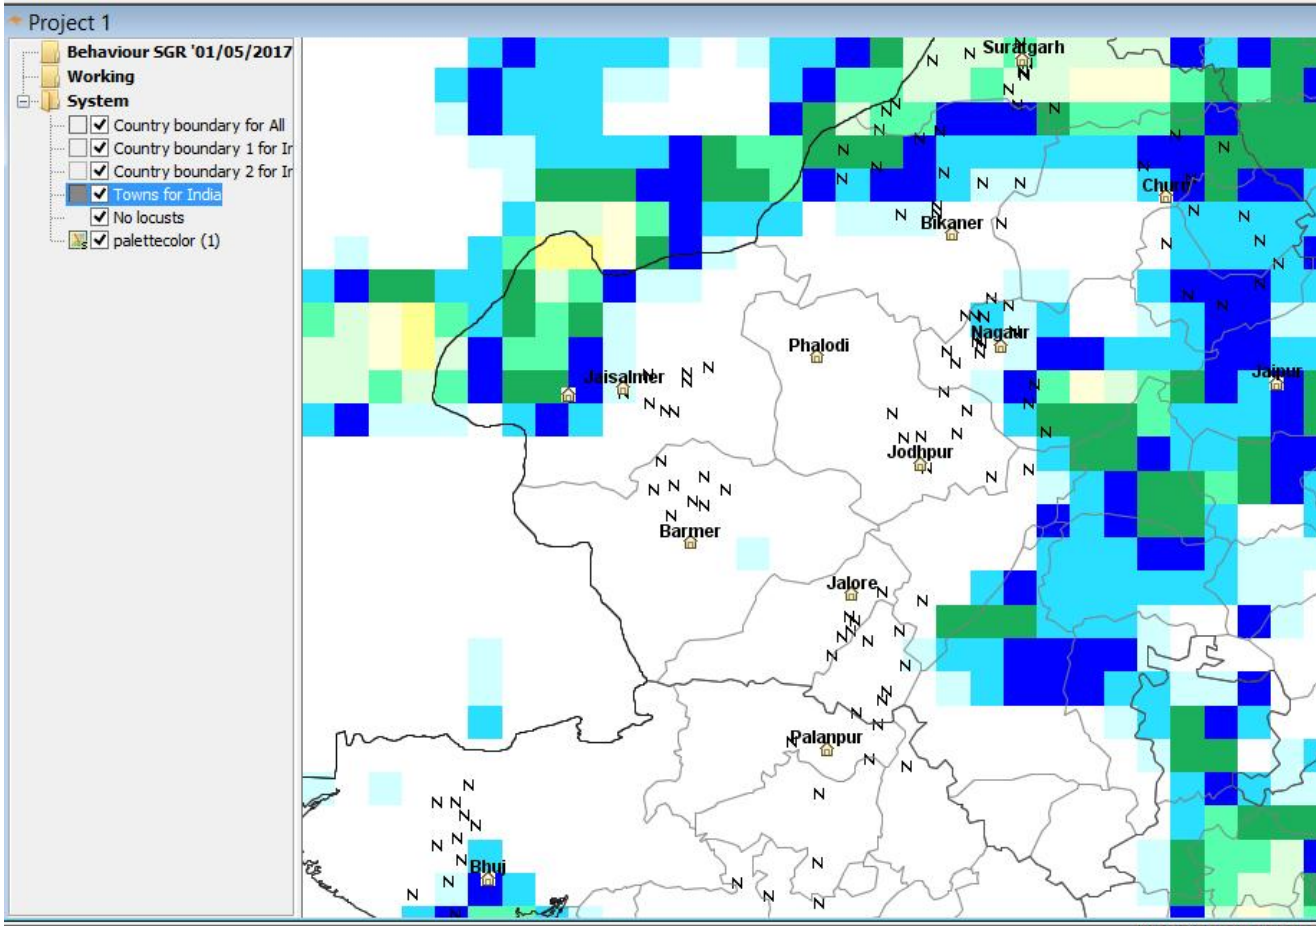 Project 1
Behaviour SGR '01/05/2017
Working
System
Country boundary for All
Country boundary 1 for Ir
Country boundary 2 for Ir
Towns for India
No locusts
palettecolor (1)
Suratgarh
Churu
Bikaner
Nagaur
Phalodi
Jaisalmer
Jaipur
Jodhpur
Barmer
Jalore
Palanpur
Bhuj